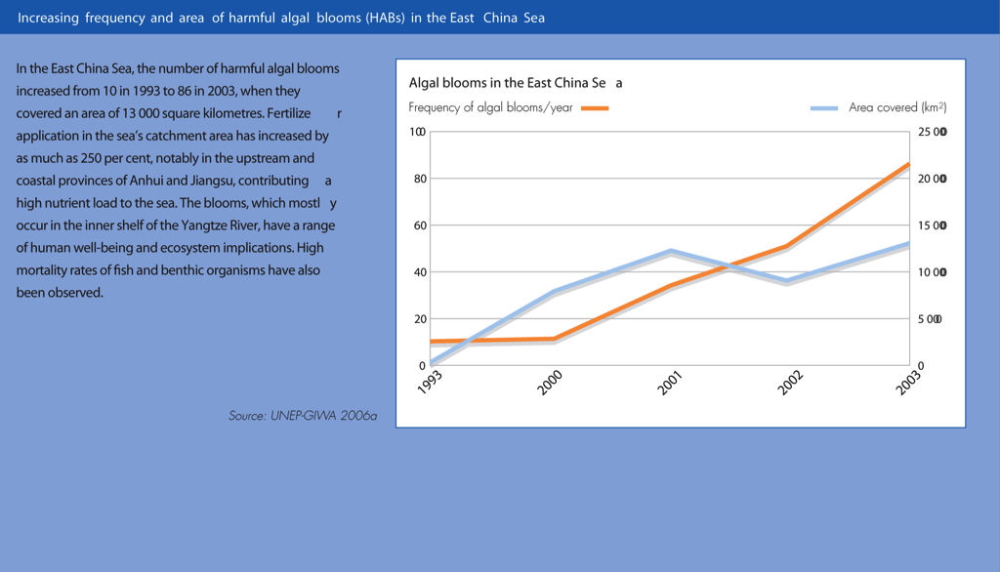 Increasing frequency and area of harmful algal blooms (HABs) in the East China Sea
In the East China Sea, the number of harmful algal blooms
increased from 10 in 1993 to 86 in 2003, when they
covered an area of 13 000 square kilometres. Fertilize r
application in the sea's catchment area has increased by
as much as 250 per cent, notably in the upstream and
coastal provinces of Anhui and Jiangsu, contributing a
high nutrient load to the sea. The blooms, which mostl y
occur in the inner shelf of the Yangtze River, have a range
of human well-being and ecosystem implications. High
mortality rates of fish and benthic organisms have also
been observed.
Source: UNEP-GIWA 2006a
Algal blooms in the East China Se a
Frequency of algal blooms/year
Area covered (km²)
100
80
60
40
20
0
25 000
20 000
15 000
10 000
5 000
0
1993
2000
2001
2002
2003